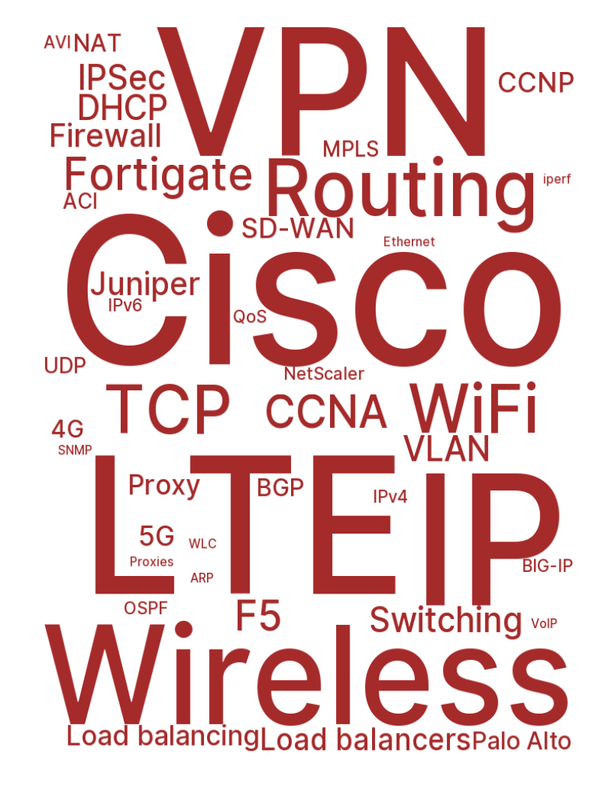 VPN
AVI
NAT
IPSec
CCNP
DHCP
Firewall
MPLS
Fortigate
Routing
iperf
ACI
SD-WAN
Ethernet
Cisco
Juniper
IPv6
QoS
UDP
NetScaler
TCP
CCNA
WiFi
4G
SNMP
VLAN
LTE
IP
Proxy
BGP
IPv4
5G
WLC
Proxies
BIG-IP
ARP
OSPF
F5
Switching
VoIP
Wireless
Load balancing
Load balancers
Palo Alto